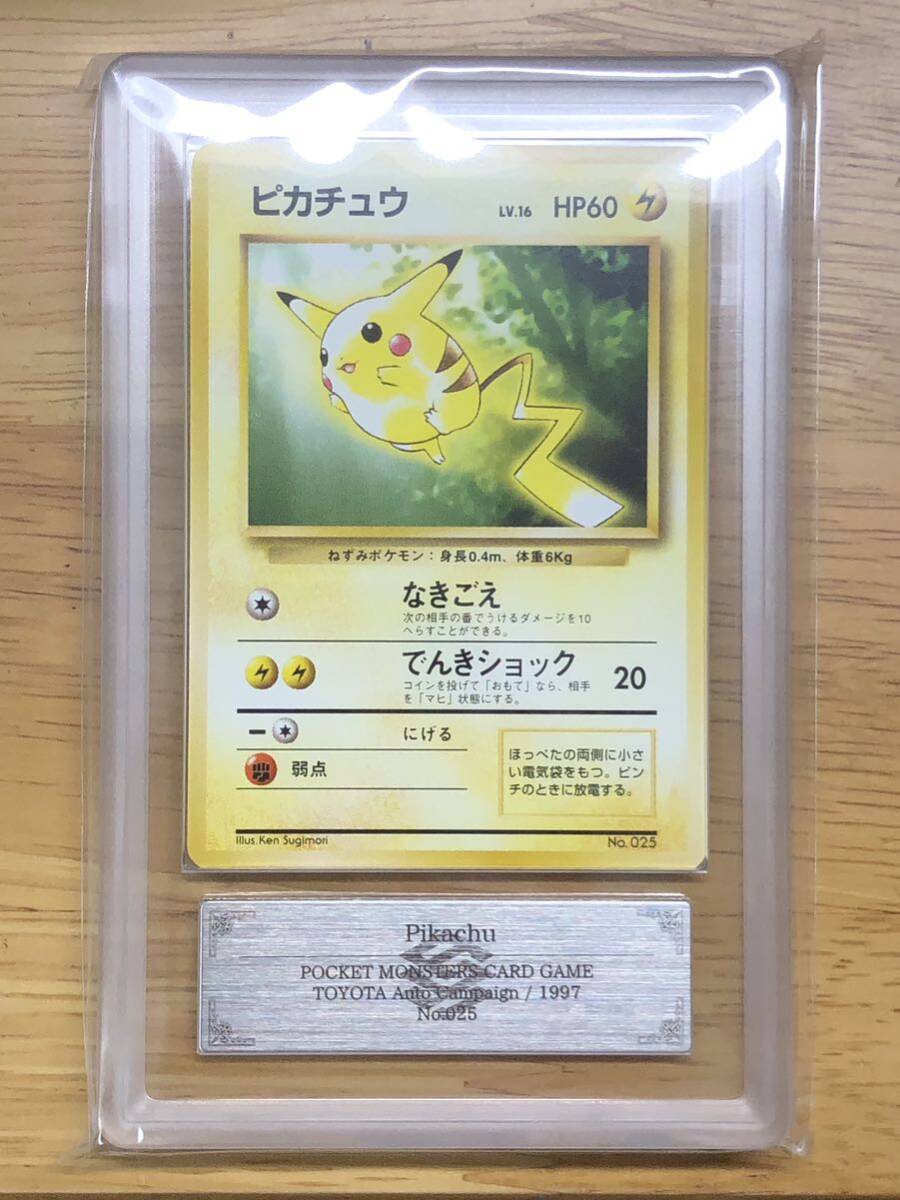 ピカチュウ LV.16 HP60
ねずみポケモン：身長0.4m、体重6Kg
なきごえ
次の相手の番でうけるダメージを10
へらすことができる。
でんきショック 20
コインを投げて「おもて」なら、相手
を「マヒ」状態にする。
にげる
弱点
ほっぺたの両側に小さ
い電気袋をもつ。ピン
チのときに放電する。
Illus. Ken Sugimori No. 025
Pikachu
POCKET MONSTERS CARD GAME
TOYOTA Auto Campaign / 1997
No.025